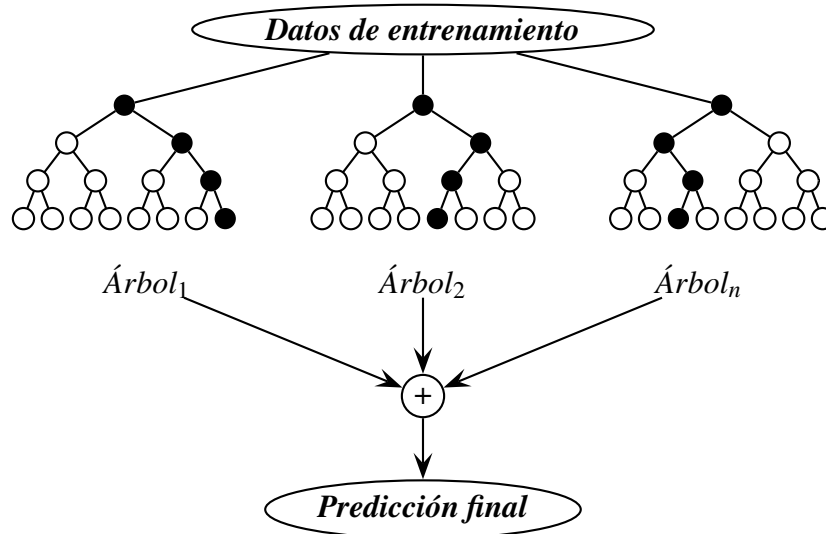 Datos de entrenamiento
Árbol₁ Árbol₂ Árbolₙ
+
Predicción final